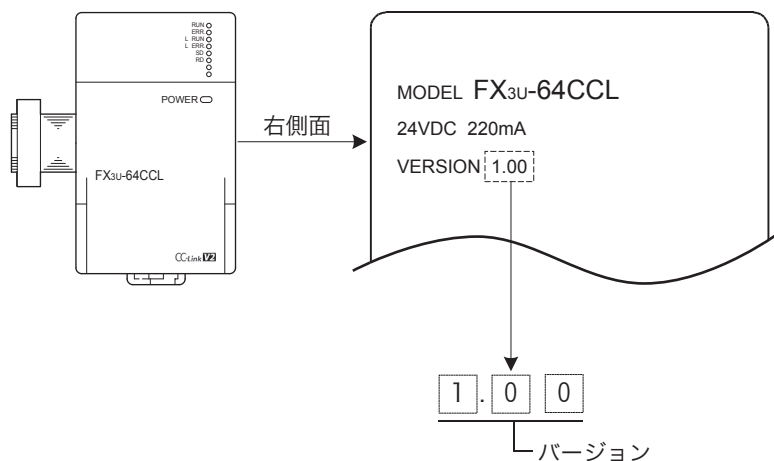 RUN
ERR.
L RUN
L ERR.
SD
RD
POWER
FX3U-64CCL
CC-Link V2
右側面
MODEL FX3U-64CCL
24VDC 220mA
VERSION 1.00
1.00
バージョン